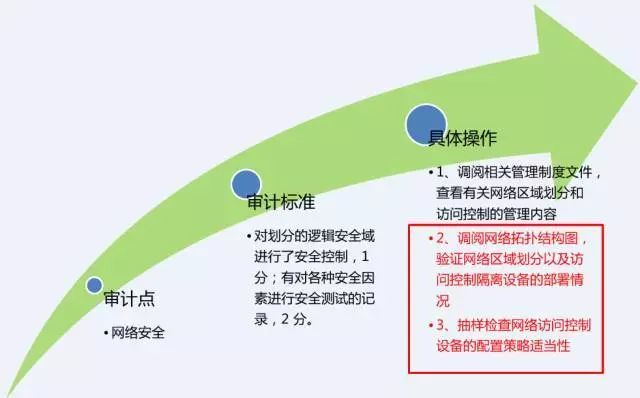 审计点
•网络安全
审计标准
•对划分的逻辑安全域
进行了安全控制，1
分；有对各种安全因
素进行安全测试的记
录，2 分。
具体操作
•1、调阅相关管理制度文件，
查看有关网络区域划分和
访问控制的管理内容
•2、调阅网络拓扑结构图，
验证网络区域划分以及访
问控制隔离设备的部署情
况
•3、抽样检查网络访问控制
设备的配置策略适当性